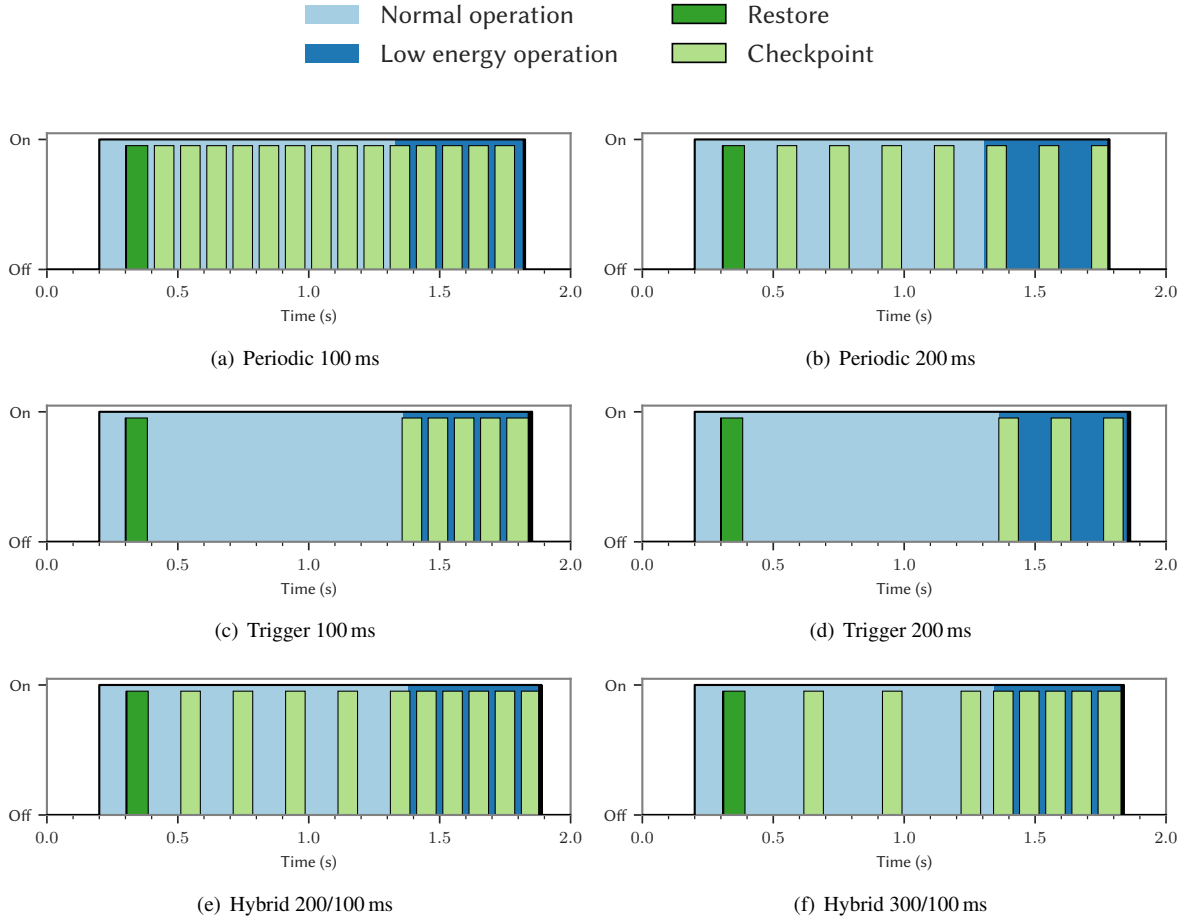 Normal operation
Restore
Low energy operation
Checkpoint
On
Off
0.0 0.5 1.0 1.5 2.0
Time (s)
(a) Periodic 100 ms
On
Off
0.0 0.5 1.0 1.5 2.0
Time (s)
(b) Periodic 200 ms
On
Off
0.0 0.5 1.0 1.5 2.0
Time (s)
(c) Trigger 100 ms
On
Off
0.0 0.5 1.0 1.5 2.0
Time (s)
(d) Trigger 200 ms
On
Off
0.0 0.5 1.0 1.5 2.0
Time (s)
(e) Hybrid 200/100 ms
On
Off
0.0 0.5 1.0 1.5 2.0
Time (s)
(f) Hybrid 300/100 ms